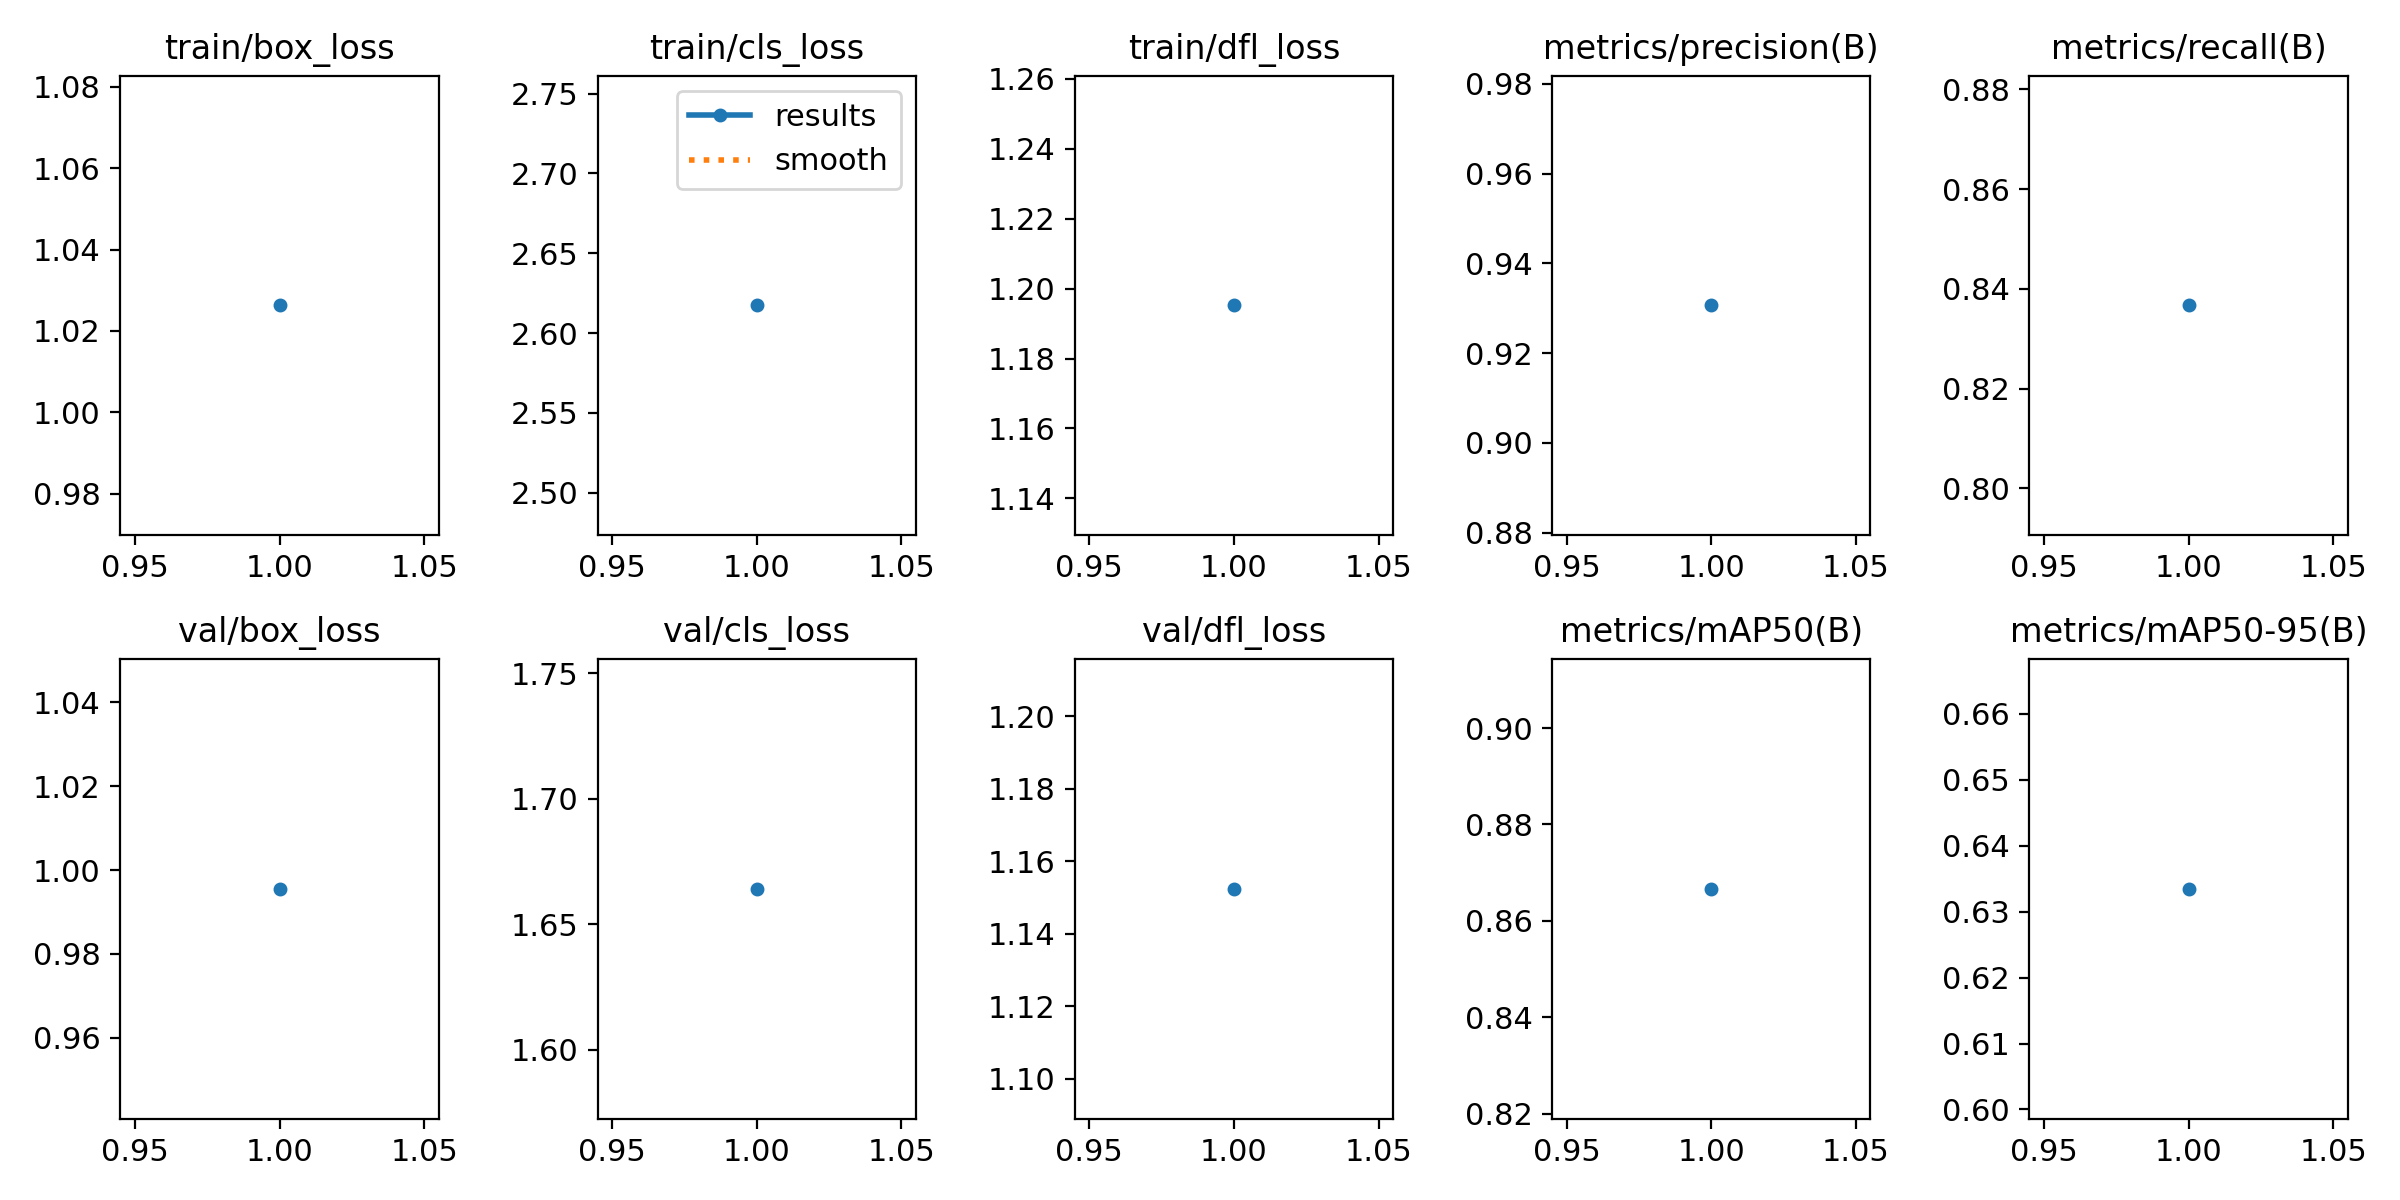 train/box_loss
1.08
1.06
1.04
1.02
1.00
0.98
0.95 1.00 1.05
train/cls_loss
results
smooth
2.75
2.70
2.65
2.60
2.55
2.50
0.95 1.00 1.05
train/dfl_loss
1.26
1.24
1.22
1.20
1.18
1.16
1.14
0.95 1.00 1.05
metrics/precision(B)
0.98
0.96
0.94
0.92
0.90
0.88
0.95 1.00 1.05
metrics/recall(B)
0.88
0.86
0.84
0.82
0.80
0.95 1.00 1.05
val/box_loss
1.04
1.02
1.00
0.98
0.96
0.95 1.00 1.05
val/cls_loss
1.75
1.70
1.65
1.60
0.95 1.00 1.05
val/dfl_loss
1.20
1.18
1.16
1.14
1.12
1.10
0.95 1.00 1.05
metrics/mAP50(B)
0.90
0.88
0.86
0.84
0.82
0.95 1.00 1.05
metrics/mAP50-95(B)
0.66
0.65
0.64
0.63
0.62
0.61
0.60
0.95 1.00 1.05